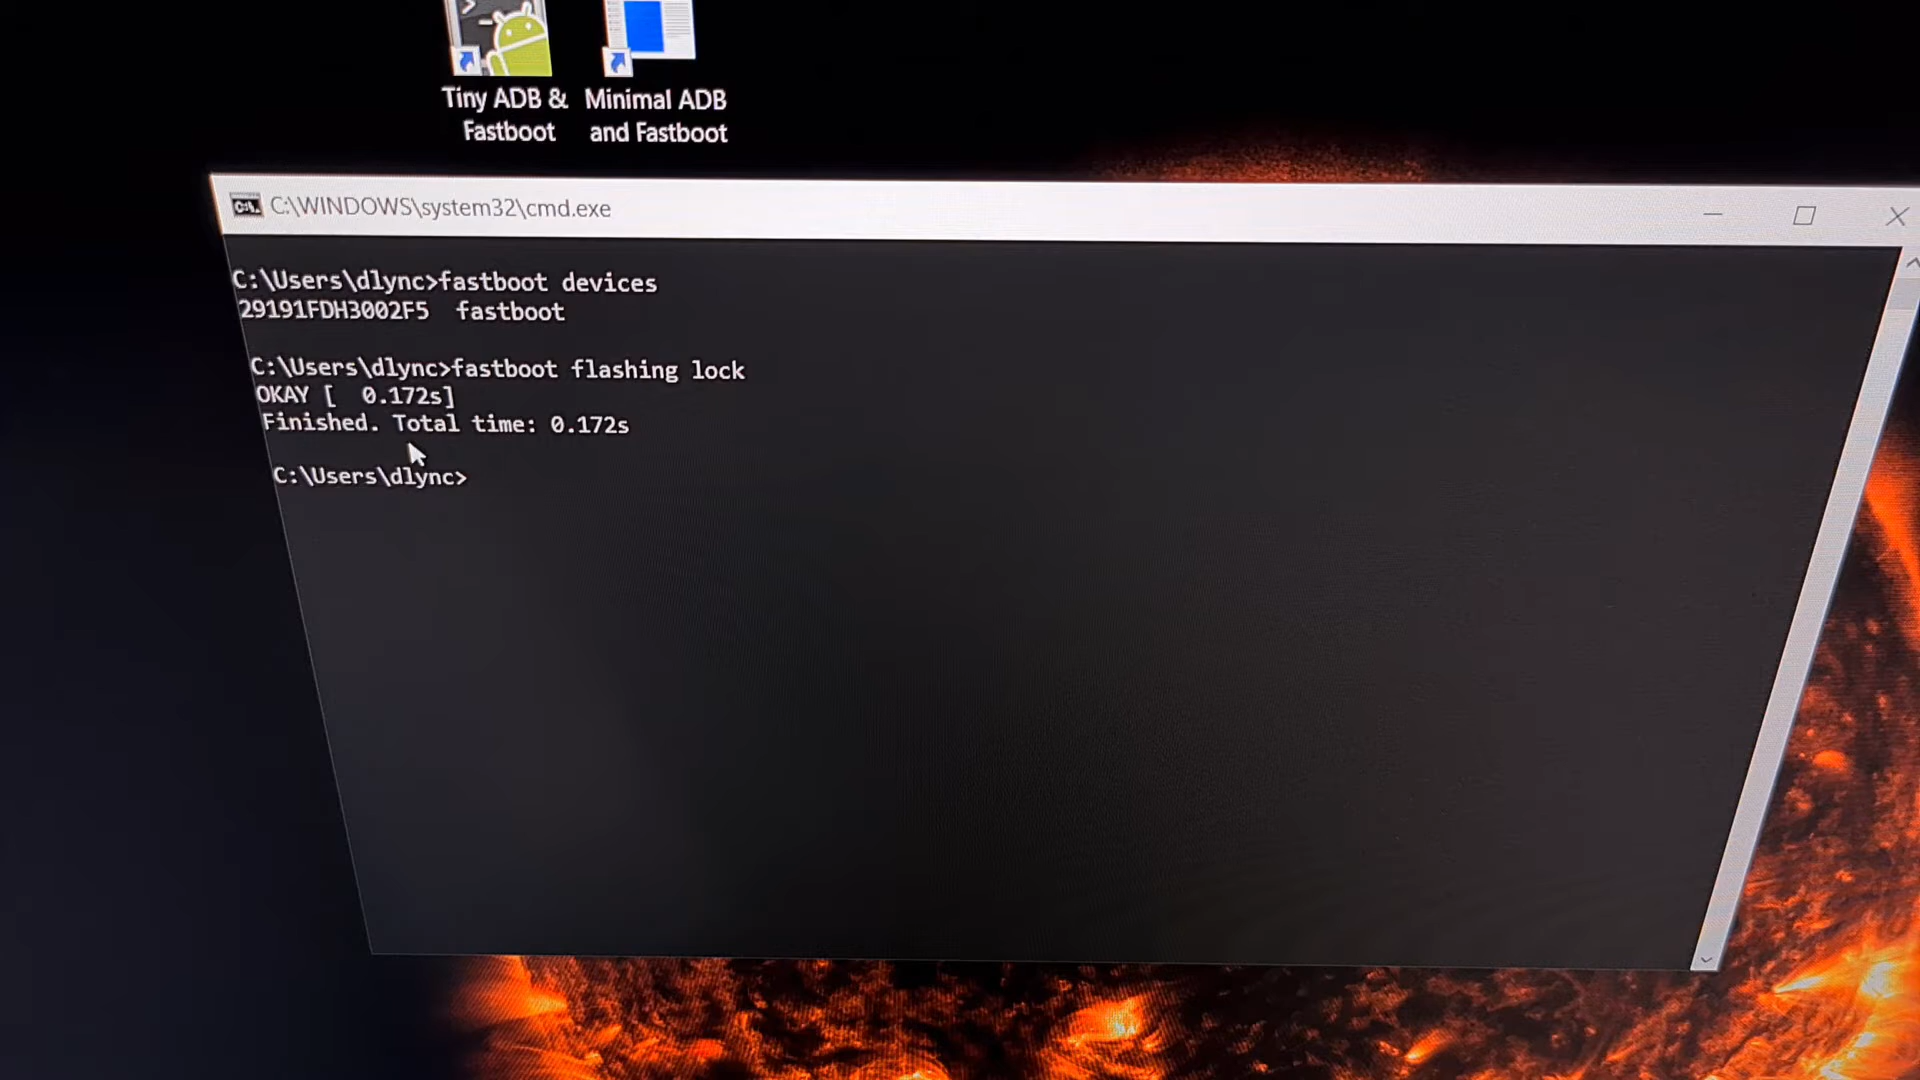 Tiny ADB &
Fastboot
Minimal ADB
and Fastboot
C:\WINDOWS\system32\cmd.exe
C:\Users\dlync>fastboot devices
29191FDH3002F5  fastboot
C:\Users\dlync>fastboot flashing lock
OKAY [  0.172s]
Finished. Total time: 0.172s
C:\Users\dlync>